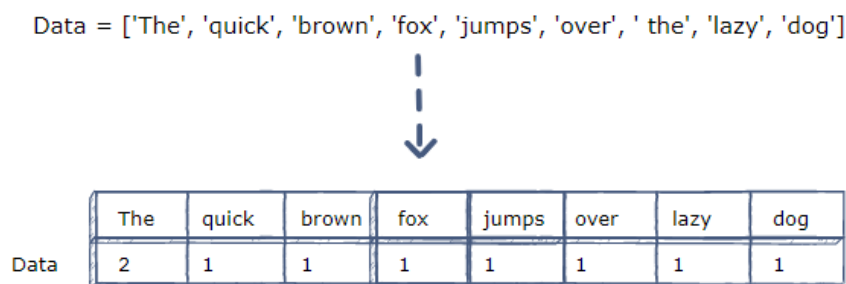 Data = ['The', 'quick', 'brown', 'fox', 'jumps', 'over', ' the', 'lazy', 'dog']
The quick brown fox jumps over lazy dog
Data 2 1 1 1 1 1 1 1